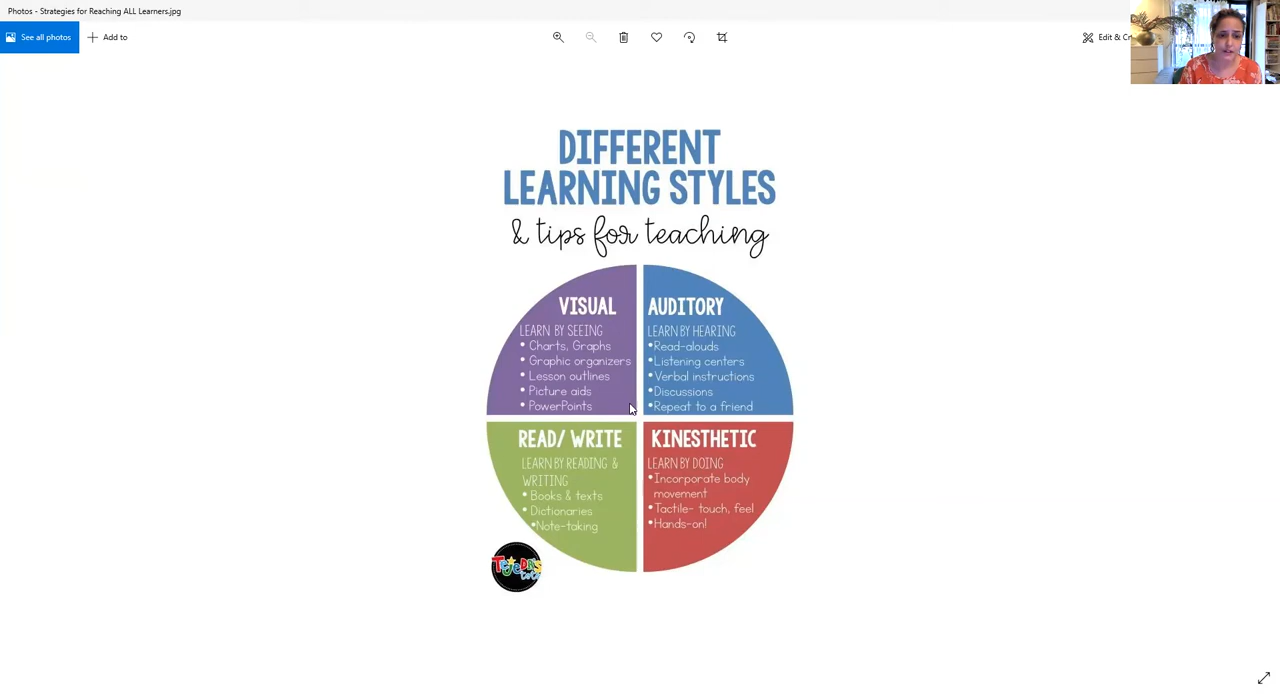 Photos - Strategies for Reaching ALL Learners.jpg
See all photos
Add to
Edit & Cr
DIFFERENT
LEARNING STYLES
& tips for teaching
VISUAL
LEARN BY SEEING
• Charts, Graphs
• Graphic organizers
• Lesson outlines
• Picture aids
• PowerPoints
AUDITORY
LEARN BY HEARING
• Read-alouds
• Listening centers
• Verbal instructions
• Discussions
• Repeat to a friend
READ/ WRITE
LEARN BY READING &
WRITING
• Books & texts
• Dictionaries
• Note-taking
KINESTHETIC
LEARN BY DOING
• Incorporate body
movement
• Tactile- touch, feel
• Hands-on!
TEJEDA'S